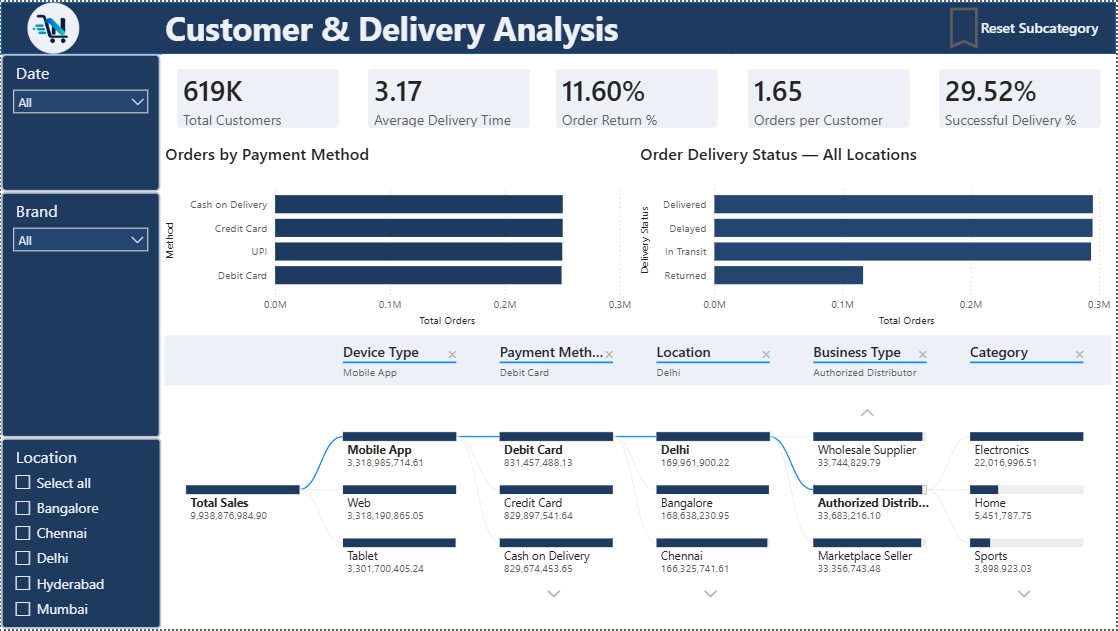 Customer & Delivery Analysis
Reset Subcategory
Date
All
Brand
All
Location
Select all
Bangalore
Chennai
Delhi
Hyderabad
Mumbai
619K
Total Customers
3.17
Average Delivery Time
11.60%
Order Return %
1.65
Orders per Customer
29.52%
Successful Delivery %
Orders by Payment Method
Method
Cash on Delivery
Credit Card
UPI
Debit Card
0.0M 0.1M 0.2M 0.3M
Total Orders
Order Delivery Status — All Locations
Delivery Status
Delivered
Delayed
In Transit
Returned
0.0M 0.1M 0.2M 0.3M
Total Orders
Device Type
Mobile App
Payment Meth...
Debit Card
Location
Delhi
Business Type
Authorized Distributor
Category
Total Sales
9,938,876,984.90
Mobile App
3,318,985,714.61
Web
3,318,190,865.05
Tablet
3,301,700,405.24
Debit Card
831,457,488.13
Credit Card
829,897,541.64
Cash on Delivery
829,674,453.65
Delhi
169,961,900.22
Bangalore
168,638,230.95
Chennai
166,325,741.61
Wholesale Supplier
33,744,829.79
Authorized Distrib...
33,683,216.10
Marketplace Seller
33,356,743.48
Electronics
22,016,996.51
Home
5,451,787.75
Sports
3,898,923.03